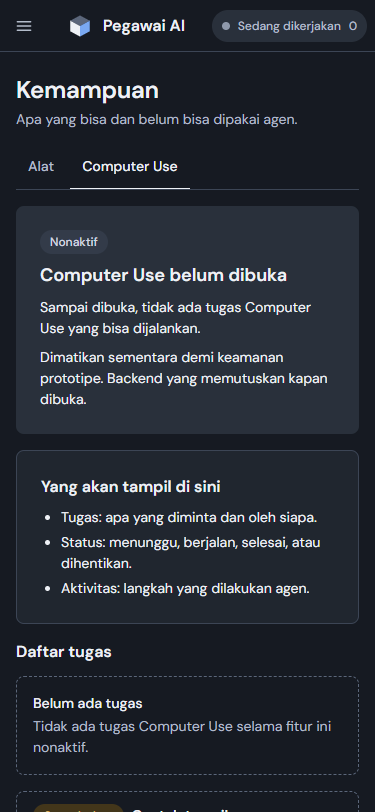 Pegawai AI
Sedang dikerjakan 0
Kemampuan
Apa yang bisa dan belum bisa dipakai agen.
Alat
Computer Use
Nonaktif
Computer Use belum dibuka
Sampai dibuka, tidak ada tugas Computer
Use yang bisa dijalankan.
Dimatikan sementara demi keamanan
prototipe. Backend yang memutuskan kapan
dibuka.
Yang akan tampil di sini
• Tugas: apa yang diminta dan oleh siapa.
• Status: menunggu, berjalan, selesai, atau
dihentikan.
• Aktivitas: langkah yang dilakukan agen.
Daftar tugas
Belum ada tugas
Tidak ada tugas Computer Use selama fitur ini
nonaktif.